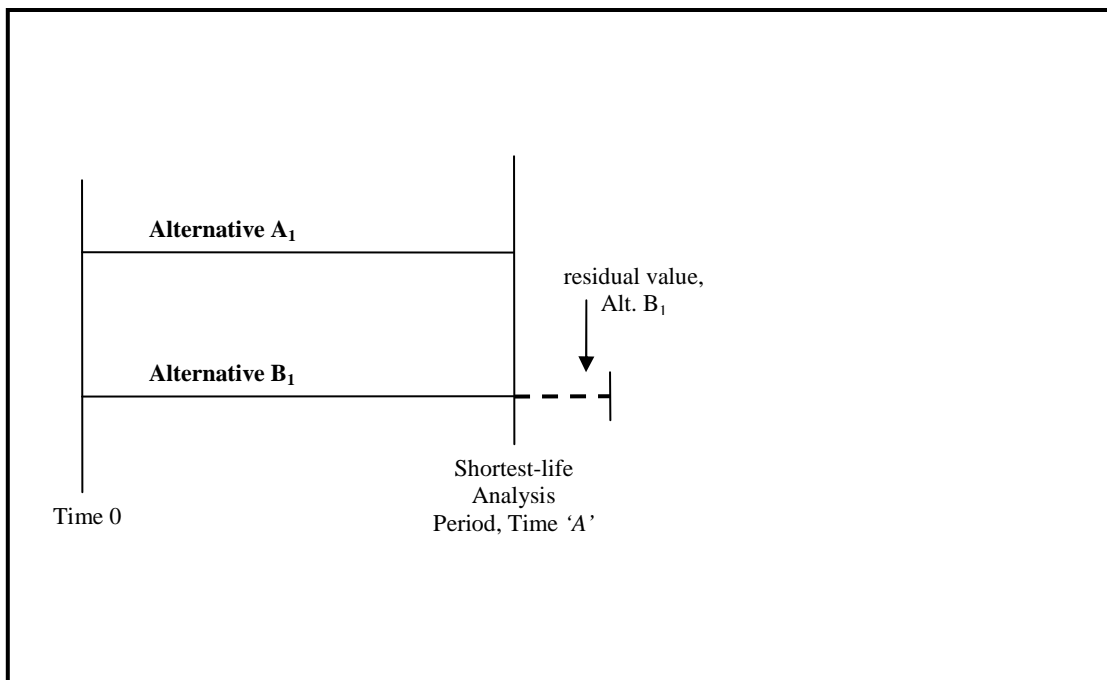 Alternative A₁
residual value,
Alt. B₁
Alternative B₁
Shortest-life
Analysis
Period, Time ‘A’
Time 0